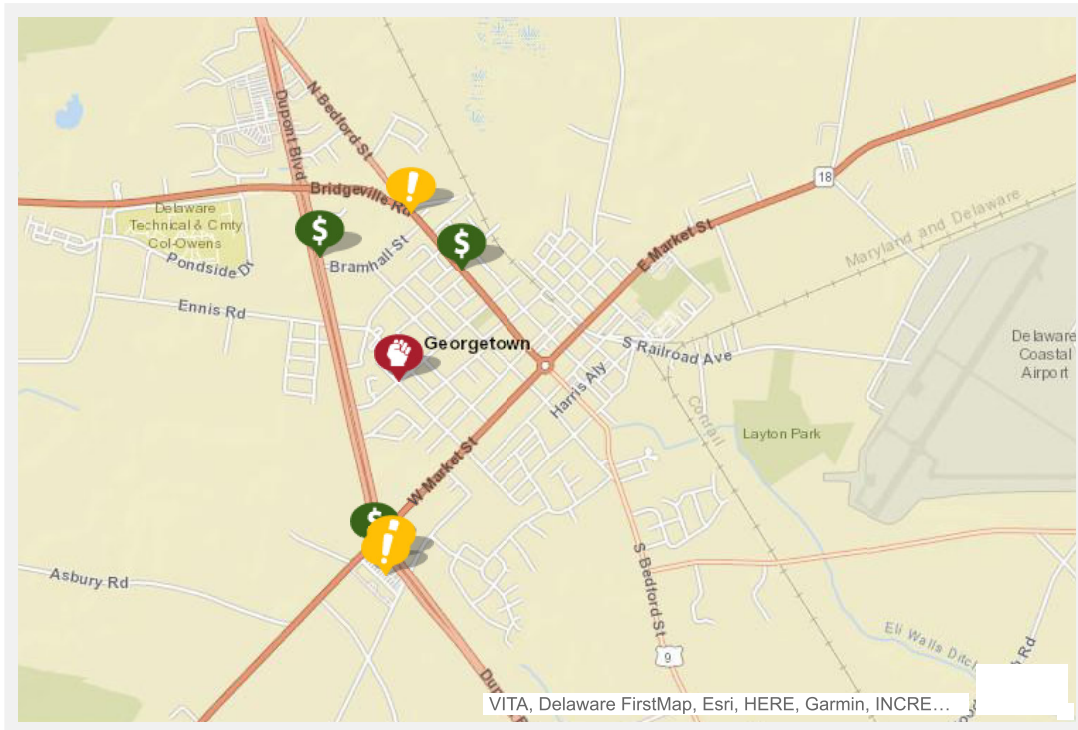 N Bedford St
Dupont Blvd
Bridgeville Rd
18
Delaware
Technical & Cmty
Col-Owens
E Market St
Maryland and Delaware
$
!
$
Bramhall St
Pondside Dr
Ennis Rd
Georgetown
S Railroad Ave
Delaware
Coastal
Airport
Harris Aly
Conrail
Layton Park
W Market St
$
!
Asbury Rd
S Bedford St
Eli Walls Ditch
9
VITA, Delaware FirstMap, Esri, HERE, Garmin, INCRE...